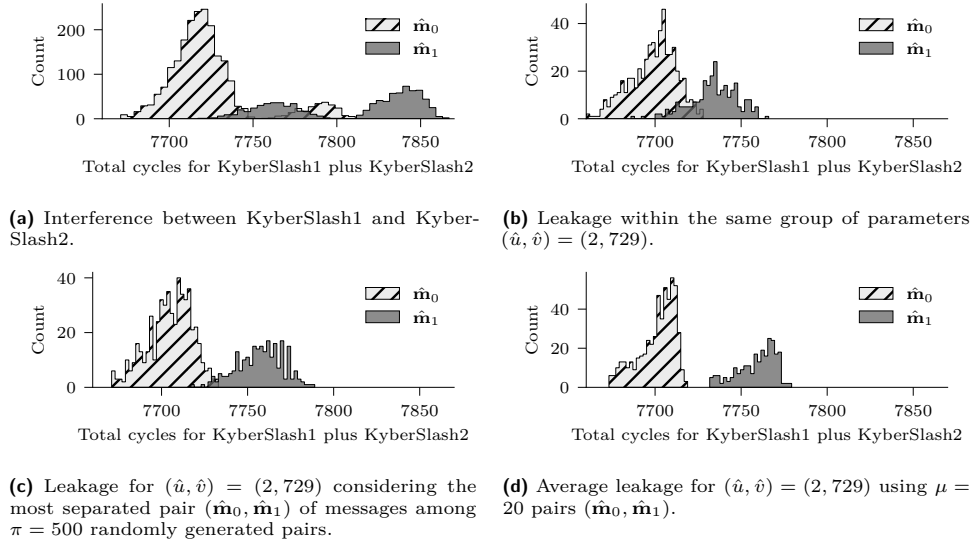 Count
200
100
0
m̂₀
m̂₁
7700
7750
7800
7850
Total cycles for KyberSlash1 plus KyberSlash2
(a) Interference between KyberSlash1 and Kyber-
Slash2.
Count
40
20
0
m̂₀
m̂₁
7700
7750
7800
7850
Total cycles for KyberSlash1 plus KyberSlash2
(b) Leakage within the same group of parameters
(û, v̂) = (2, 729).
Count
40
20
0
m̂₀
m̂₁
7700
7750
7800
7850
Total cycles for KyberSlash1 plus KyberSlash2
(c) Leakage for (û, v̂) = (2, 729) considering the
most separated pair (m̂₀, m̂₁) of messages among
π = 500 randomly generated pairs.
Count
50
25
0
m̂₀
m̂₁
7700
7750
7800
7850
Total cycles for KyberSlash1 plus KyberSlash2
(d) Average leakage for (û, v̂) = (2, 729) using μ =
20 pairs (m̂₀, m̂₁).